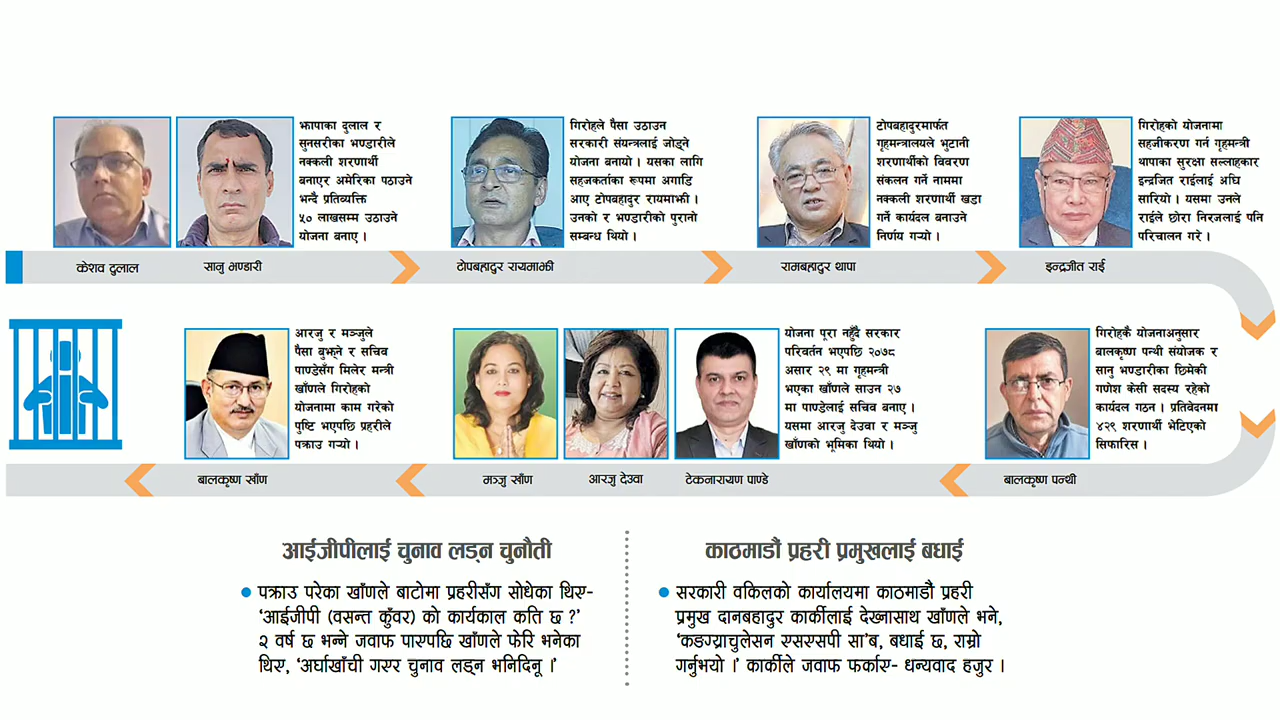 झापाका दुलाल र
सुनसरीका भण्डारीले
नक्कली शरणार्थी
बनाएर अमेरिका पठाउने
भन्दै प्रतिव्यक्ति
५० लाखसम्म उठाउने
योजना बनाए ।
गिरोहले पैसा उठाउन
सरकारी संयन्त्रलाई जोड्ने
योजना बनायो । यसका लागि
सहजकर्ताका रूपमा अगाडि
आए टोपबहादुर रायमाझी ।
उनको र भण्डारीको पुरानो
सम्बन्ध थियो ।
टोपबहादुरमार्फत
गृहमन्त्रालयले भुटानी
शरणार्थीको विवरण
संकलन गर्ने नाममा
नक्कली शरणार्थी खडा
गर्ने कार्यदल बनाउने
निर्णय गर्‍यो ।
गिरोहको योजनामा
सहजीकरण गर्न गृहमन्त्री
थापाका सुरक्षा सल्लाहकार
इन्द्रजित राईलाई अघि
सारियो । यसमा उनले
राईले छोरा निरजलाई पनि
परिचालन गरे ।
केशव दुलाल
सानु भण्डारी
टोपबहादुर रायमाझी
रामबहादुर थापा
इन्द्रजीत राई
आरजु र मञ्जुले
पैसा बुझ्ने र सचिव
पाण्डेसँग मिलेर मन्त्री
खाँणले गिरोहको
योजनामा काम गरेको
पुष्टि भएपछि प्रहरीले
पक्राउ गर्‍यो ।
योजना पूरा नहुँदै सरकार
परिवर्तन भएपछि २०७८
असार २९ मा गृहमन्त्री
भएका खाँणले साउन २७
मा पाण्डेलाई सचिव बनाए ।
यसमा आरजु देउवा र मञ्जु
खाँणको भूमिका थियो ।
गिरोहकै योजनाअनुसार
बालकृष्ण पन्थी संयोजक र
सानु भण्डारीका छिमेकी
गणेश केसी सदस्य रहेको
कार्यदल गठन । प्रतिवेदनमा
४२९ शरणार्थी भेटिएको
सिफारिस ।
बालकृष्ण खाँण
मञ्जु खाँण
आरजु देउवा
टेकनारायण पाण्डे
बालकृष्ण पन्थी
आईजीपीलाई चुनाव लड्न चुनौती
पक्राउ परेका खाँणले बाटोमा प्रहरीसँग सोधेका थिए-
‘आईजीपी (वसन्त कुँवर) को कार्यकाल कति छ ?’
२ वर्ष छ भन्ने जवाफ पाएपछि खाँणले फेरि भनेका
थिए, ‘अर्घाखाँची गएर चुनाव लड्न भनिदिनू ।’
काठमाडौं प्रहरी प्रमुखलाई बधाई
सरकारी वकिलको कार्यालयमा काठमाडौं प्रहरी
प्रमुख दानबहादुर कार्कीलाई देख्नासाथ खाँणले भने,
‘कङग्य्राचुलेसन एसएसपी सा’ब, बधाई छ, राम्रो
गर्नुभयो ।’ कार्कीले जवाफ फर्काए- धन्यवाद हजुर ।